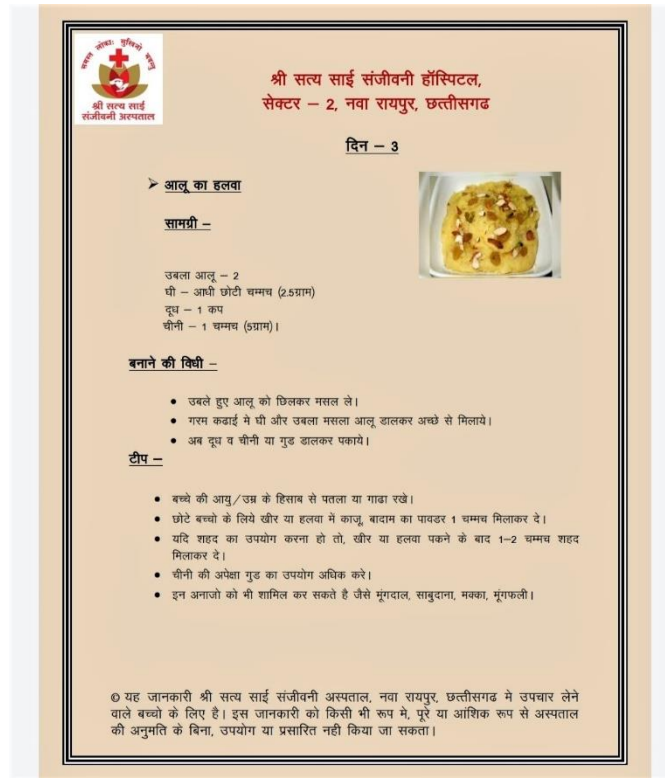 सबल लोका: सुखिनो भवन्तु
श्री सत्य साई
संजीवनी अस्पताल
श्री सत्य साई संजीवनी हॉस्पिटल,
सेक्टर – 2, नवा रायपुर, छत्तीसगढ
दिन – 3
➢ आलू का हलवा
सामग्री –
उबला आलू – 2
घी – आधी छोटी चम्मच (2.5ग्राम)
दूध – 1 कप
चीनी – 1 चम्मच (5ग्राम)।
बनाने की विधी –
• उबले हुए आलू को छिलकर मसल ले।
• गरम कढाई मे घी और उबला मसला आलू डालकर अच्छे से मिलाये।
• अब दूध व चीनी या गुड डालकर पकाये।
टीप –
• बच्चे की आयु/उम्र के हिसाब से पतला या गाढा रखे।
• छोटे बच्चो के लिये खीर या हलवा में काजू, बादाम का पावडर 1 चम्मच मिलाकर दे।
• यदि शहद का उपयोग करना हो तो, खीर या हलवा पकने के बाद 1–2 चम्मच शहद
मिलाकर दे।
• चीनी की अपेक्षा गुड का उपयोग अधिक करे।
• इन अनाजो को भी शामिल कर सकते है जैसे मूंगदाल, साबुदाना, मक्का, मूंगफली।
© यह जानकारी श्री सत्य साई संजीवनी अस्पताल, नवा रायपुर, छत्तीसगढ मे उपचार लेने
वाले बच्चो के लिए है। इस जानकारी को किसी भी रूप मे, पूरे या आंशिक रूप से अस्पताल
की अनुमति के बिना, उपयोग या प्रसारित नही किया जा सकता।